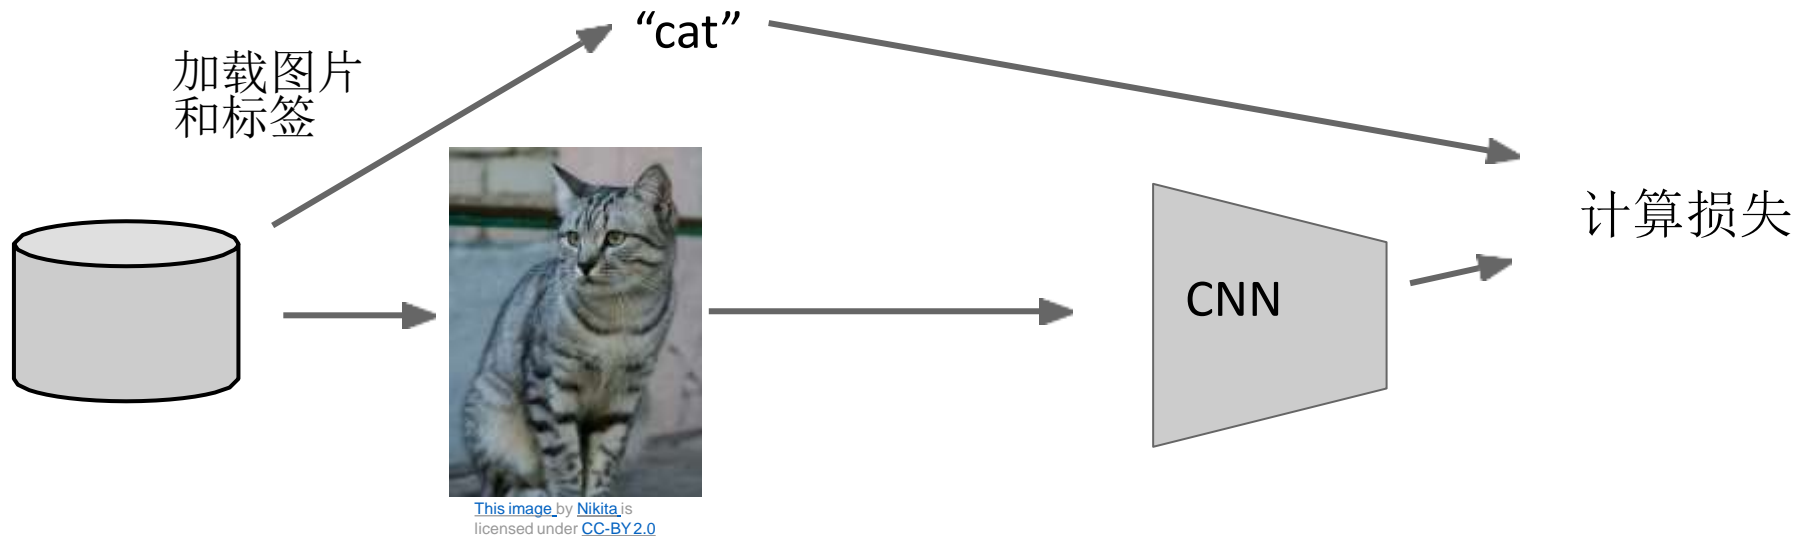 “cat”
加载图片
和标签
计算损失
CNN
This image by Nikita is
licensed under CC-BY 2.0